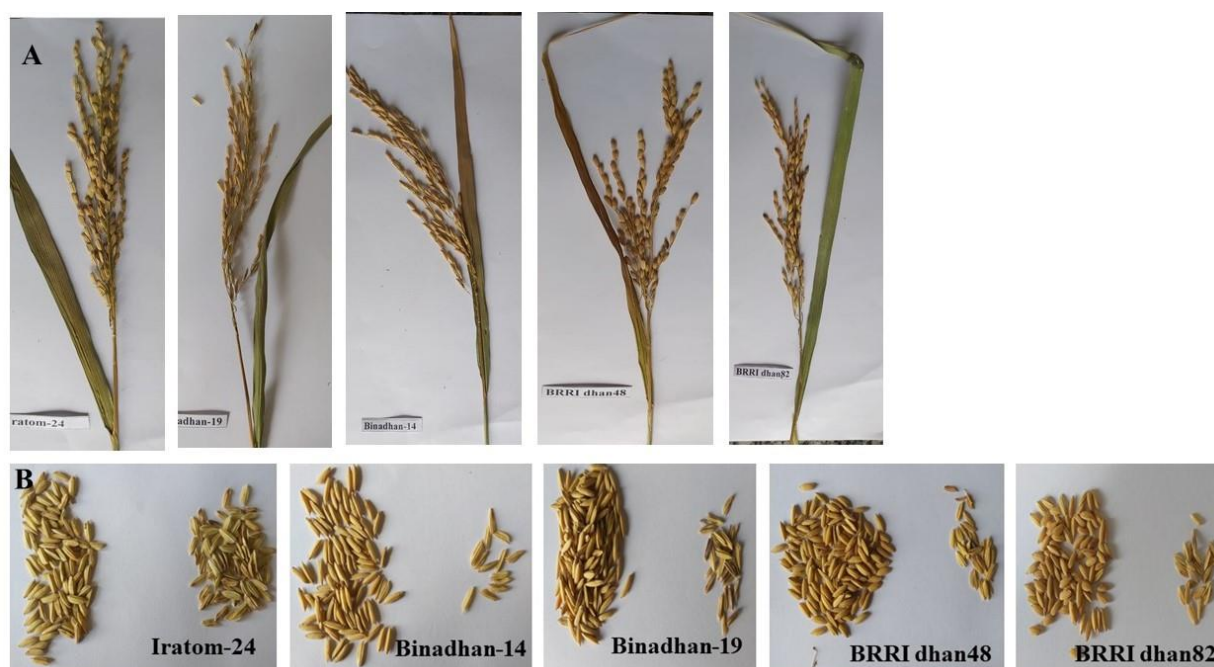 A
ratom-24
adhan-19
Binadhan-14
BRRI dhan48
BRRI dhan82
B
Iratom-24
Binadhan-14
Binadhan-19
BRRI dhan48
BRRI dhan82